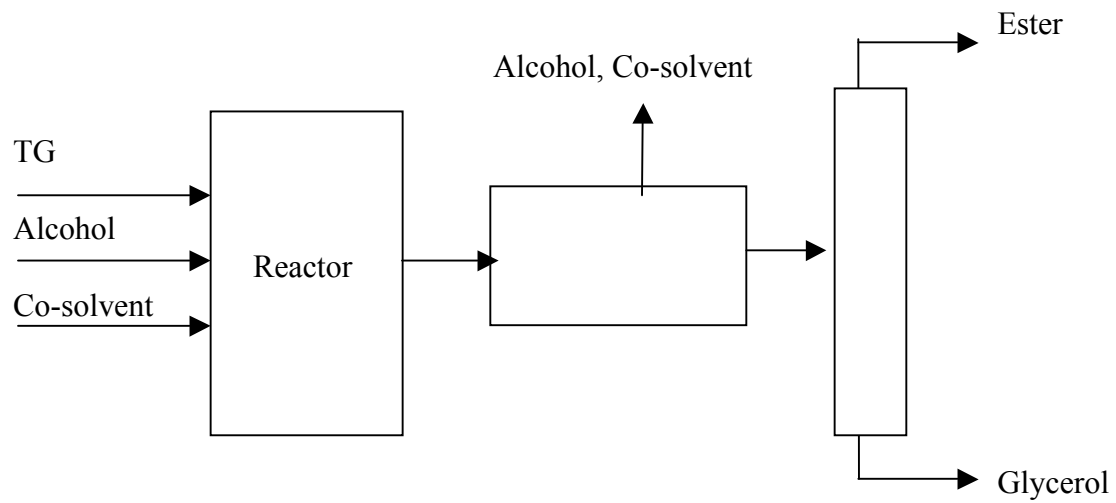 Ester
Alcohol, Co-solvent
TG
Alcohol
Reactor
Co-solvent
Glycerol